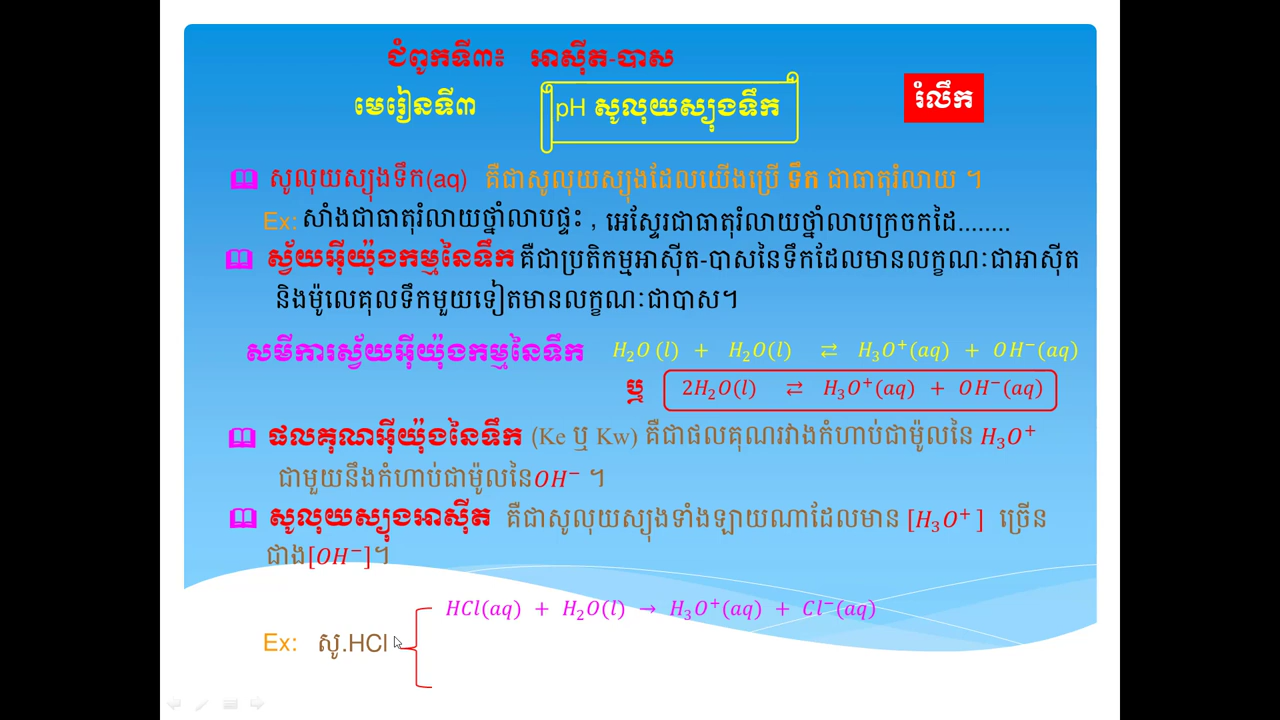 ជំពូកទី៣៖ អាស៊ីត-បាស
មេរៀនទី៣ pH សូលុយស្យុងទឹក រំលឹក
សូលុយស្យុងទឹក(aq) គឺជាសូលុយស្យុងដែលយើងប្រើ ទឹក ជាធាតុរំលាយ ។
Ex: សាំងជាធាតុរំលាយថ្នាំលាបផ្ទះ , អេស្ទែរជាធាតុរំលាយថ្នាំលាបក្រចកដៃ........
ស្វ័យអ៊ីយ៉ុងកម្មនៃទឹក គឺជាប្រតិកម្មអាស៊ីត-បាសនៃទឹកដែលមានលក្ខណៈជាអាស៊ីត
និងម៉ូលេគុលទឹកមួយទៀតមានលក្ខណៈជាបាស។
សមីការស្វ័យអ៊ីយ៉ុងកម្មនៃទឹក H₂O (l) + H₂O(l) ⇄ H₃O⁺(aq) + OH⁻(aq)
ឬ 2H₂O(l) ⇄ H₃O⁺(aq) + OH⁻(aq)
ផលគុណអ៊ីយ៉ុងនៃទឹក (Ke ឬ Kw) គឺជាផលគុណរវាងកំហាប់ជាម៉ូលនៃ H₃O⁺
ជាមួយនឹងកំហាប់ជាម៉ូលនៃOH⁻ ។
សូលុយស្យុងអាស៊ីត គឺជាសូលុយស្យុងទាំងឡាយណាដែលមាន [H₃O⁺] ច្រើន
ជាង[OH⁻]។
HCl(aq) + H₂O(l) → H₃O⁺(aq) + Cl⁻(aq)
Ex: សូ.HCl